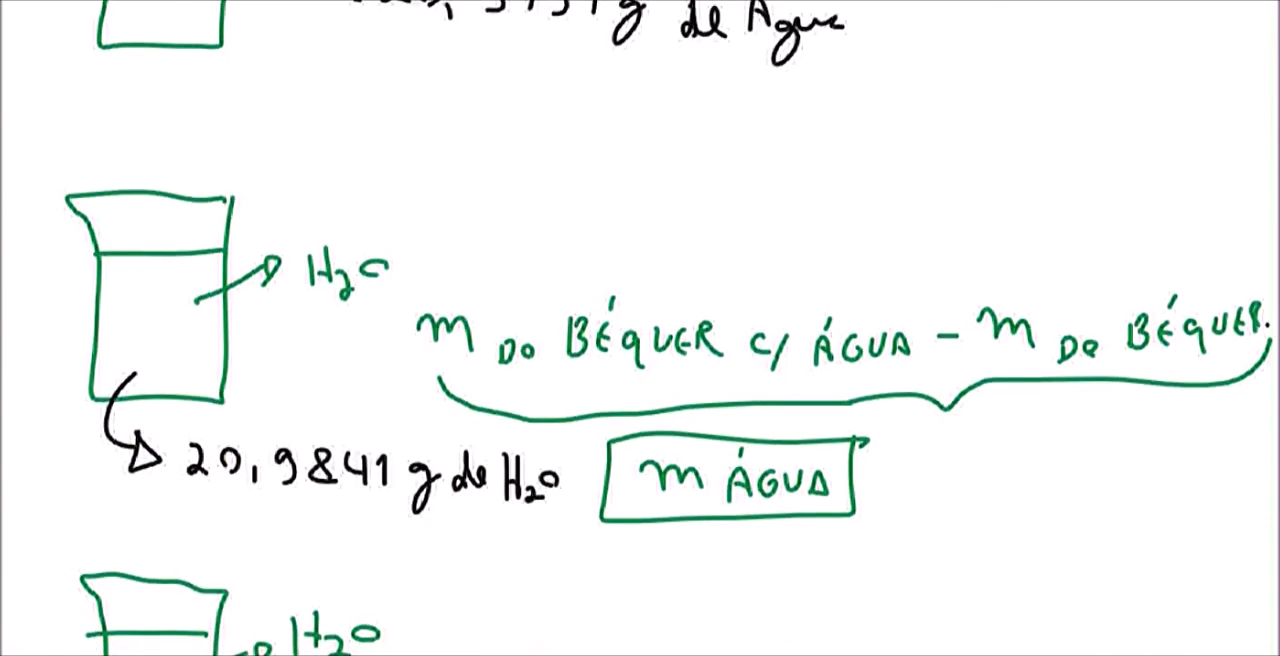 g de Água
H2O
m DO BÉQUER C/ ÁGUA - m DO BÉQUER.
20,9841 g de H2O
m ÁGUA
H2O